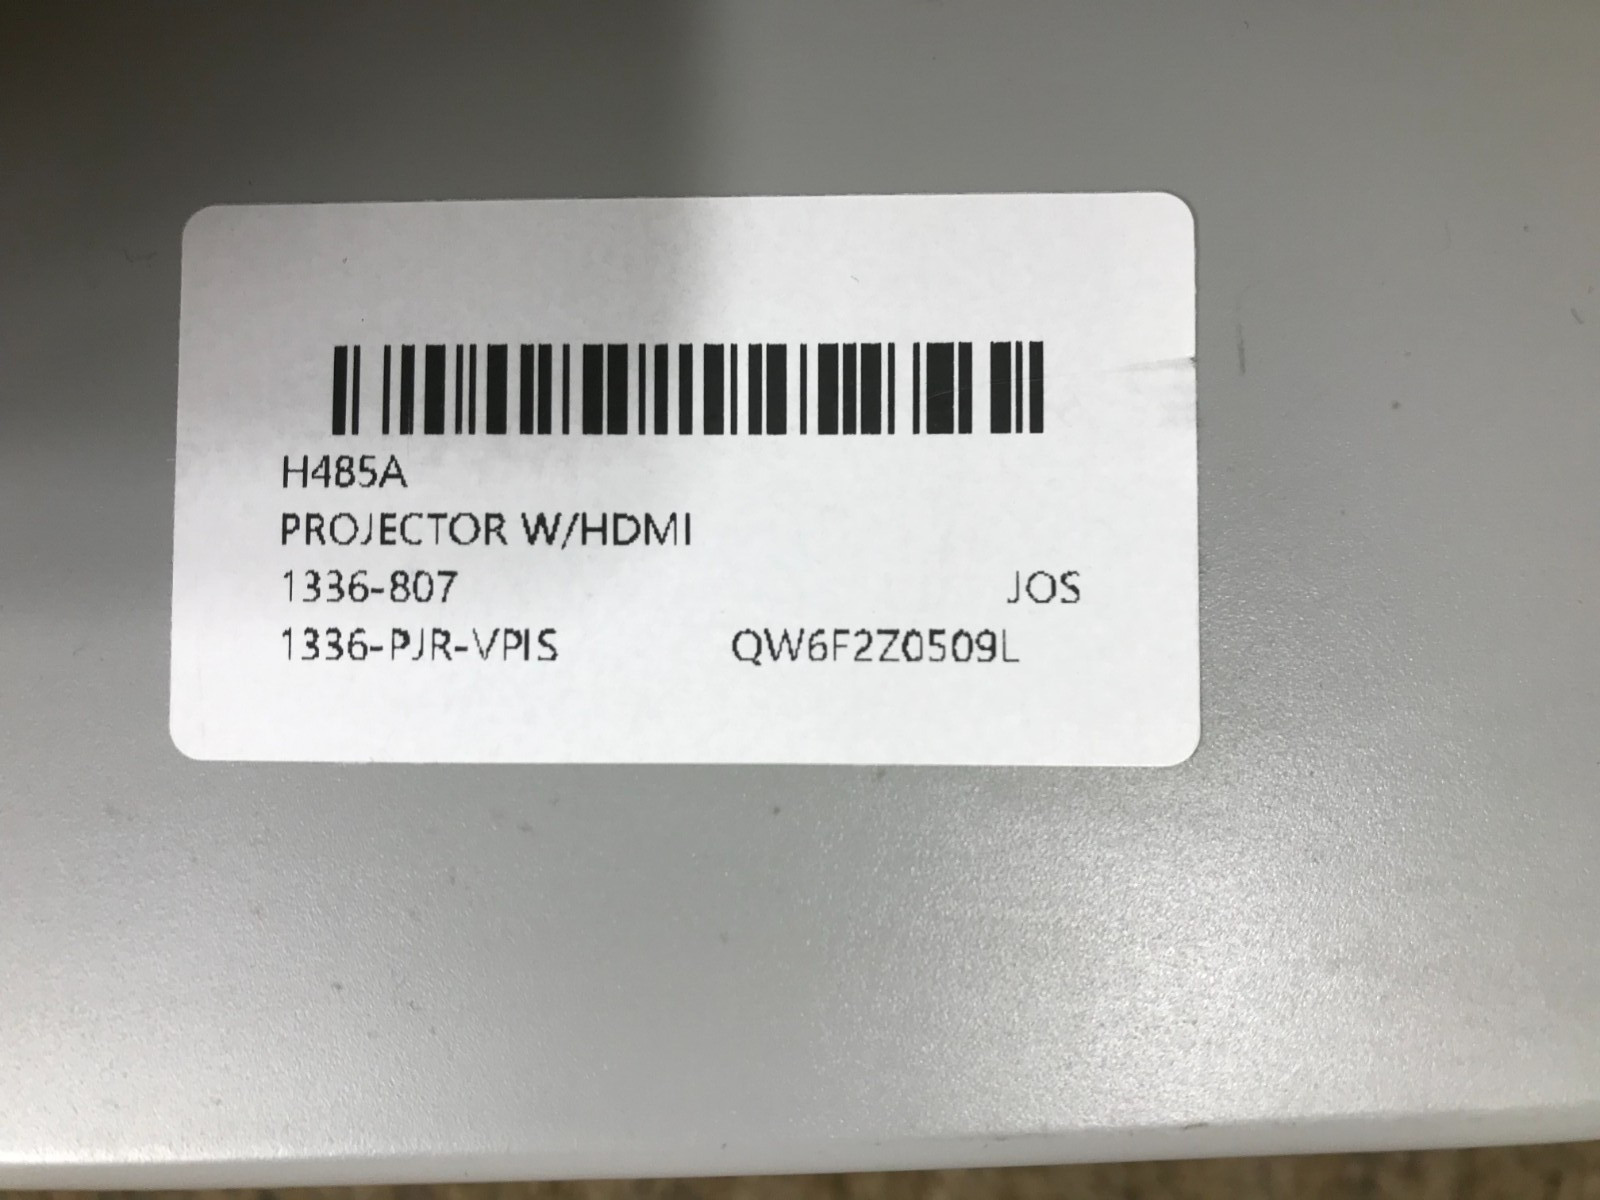 H485A
PROJECTOR W/HDMI
1336-807 JOS
1336-PJR-VPIS QW6F2Z0509L